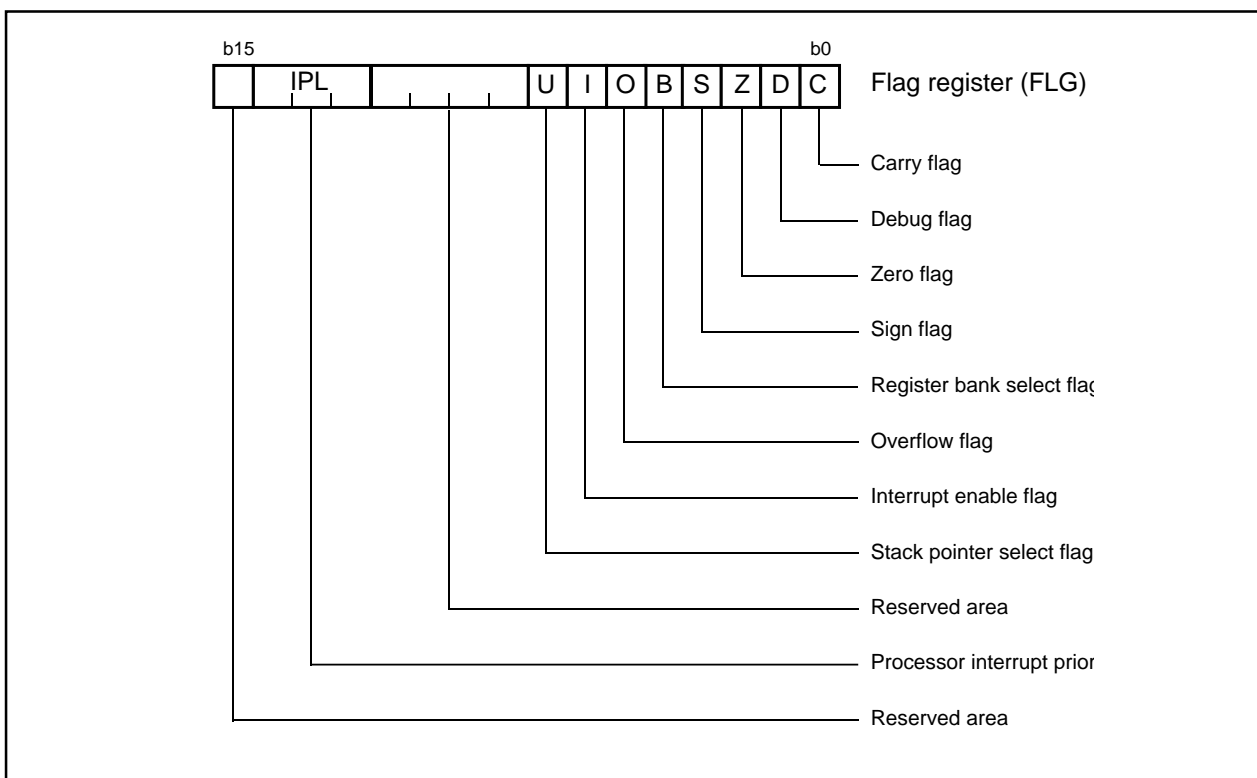 b15 b0
IPL U I O B S Z D C Flag register (FLG)
Carry flag
Debug flag
Zero flag
Sign flag
Register bank select flag
Overflow flag
Interrupt enable flag
Stack pointer select flag
Reserved area
Processor interrupt prior
Reserved area